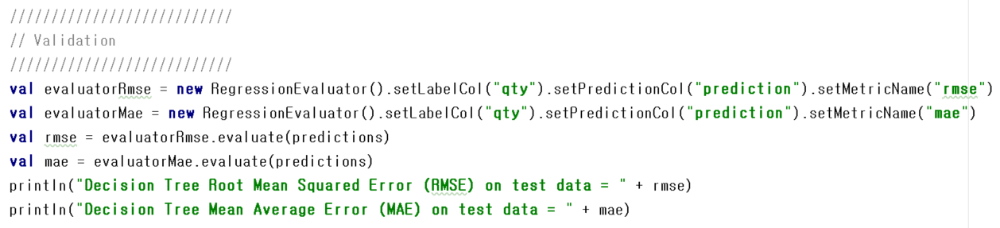 ///////////////////////////
// Validation
///////////////////////////
val evaluatorRmse = new RegressionEvaluator().setLabelCol("qty").setPredictionCol("prediction").setMetricName("rmse")
val evaluatorMae = new RegressionEvaluator().setLabelCol("qty").setPredictionCol("prediction").setMetricName("mae")
val rmse = evaluatorRmse.evaluate(predictions)
val mae = evaluatorMae.evaluate(predictions)
println("Decision Tree Root Mean Squared Error (RMSE) on test data = " + rmse)
println("Decision Tree Mean Average Error (MAE) on test data = " + mae)